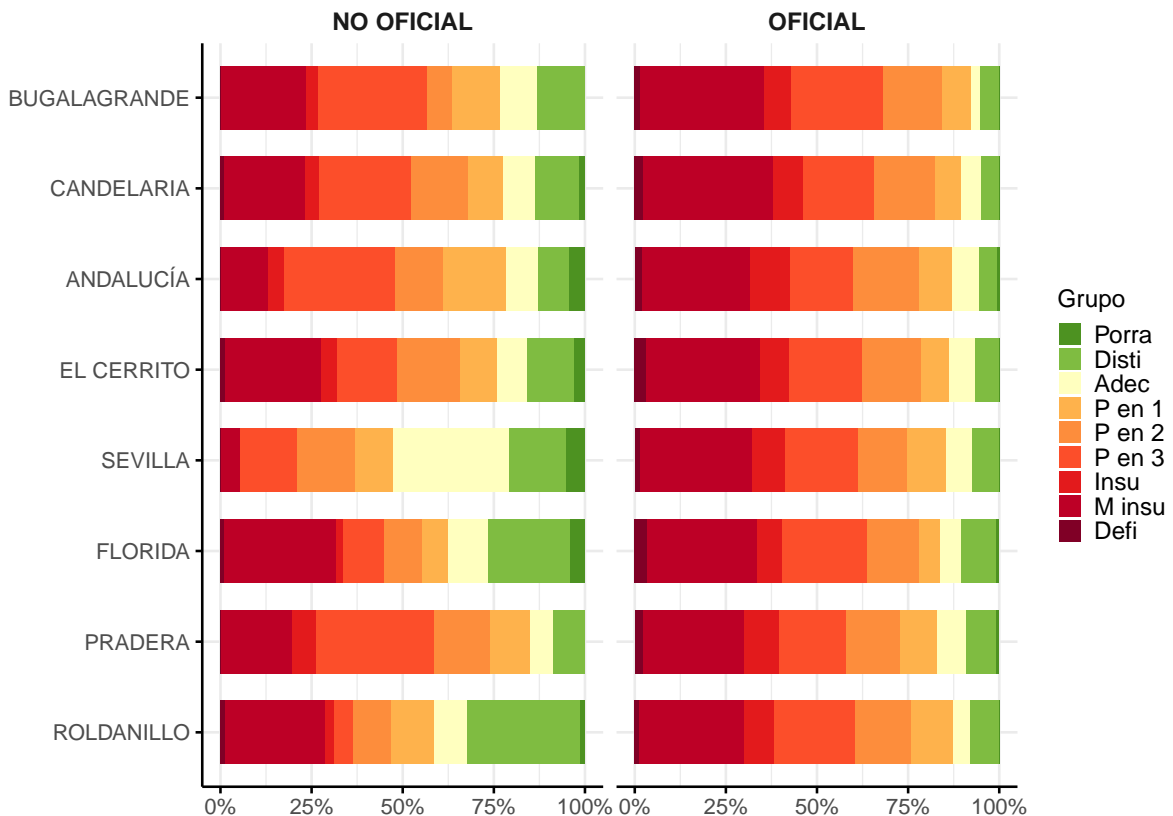 NO OFICIAL
OFICIAL
BUGALAGRANDE
CANDELARIA
ANDALUCÍA
EL CERRITO
SEVILLA
FLORIDA
PRADERA
ROLDANILLO
0% 25% 50% 75% 100%
0% 25% 50% 75% 100%
Grupo
Porra
Disti
Adec
P en 1
P en 2
P en 3
Insu
M insu
Defi